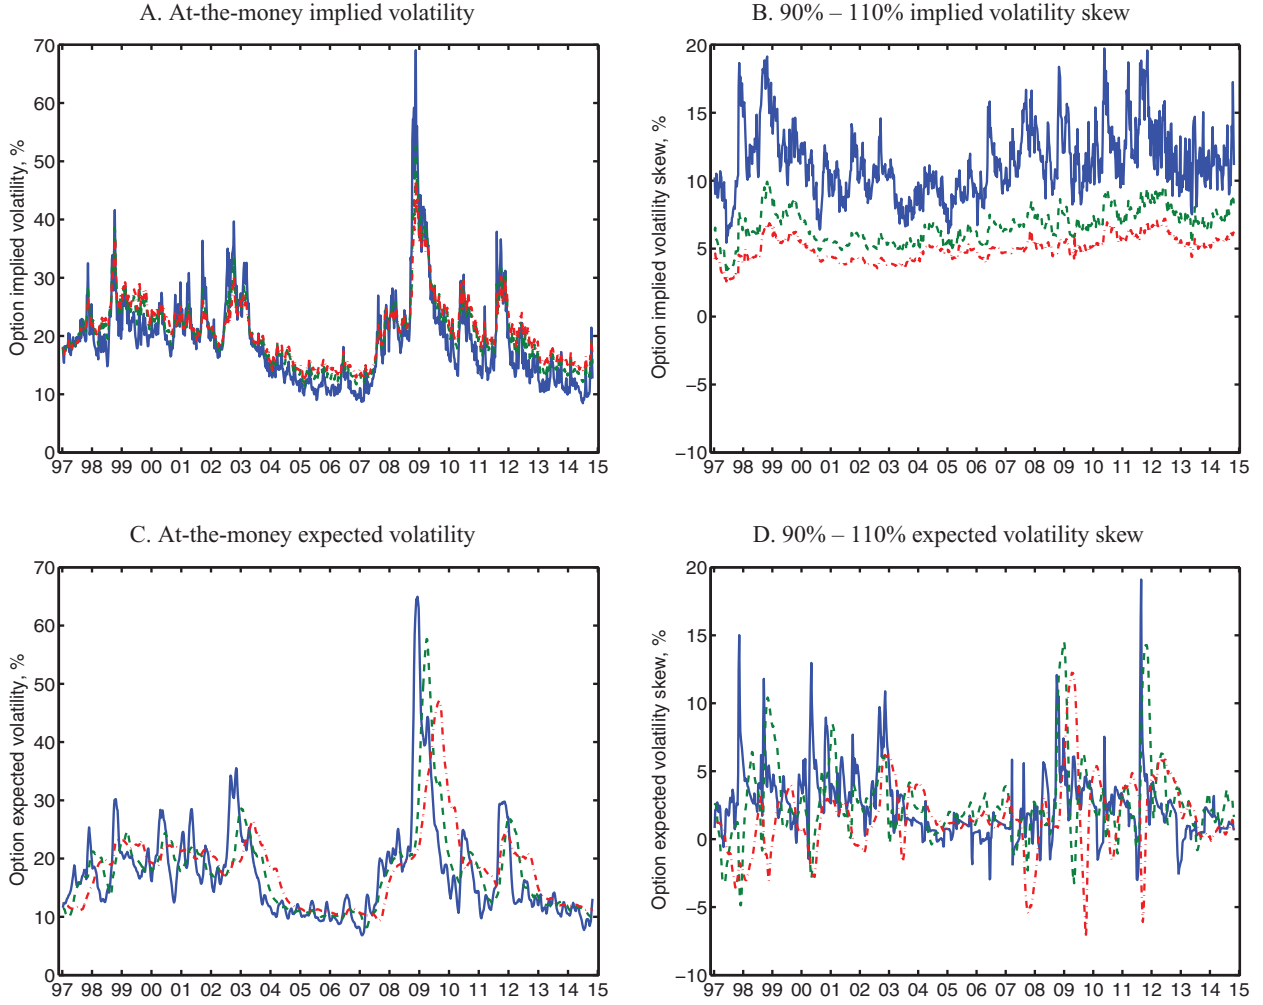 A. At-the-money implied volatility
Option implied volatility, %
70
60
50
40
30
20
10
0
97 98 99 00 01 02 03 04 05 06 07 08 09 10 11 12 13 14 15
B. 90% – 110% implied volatility skew
Option implied volatility skew, %
20
15
10
5
0
−5
−10
97 98 99 00 01 02 03 04 05 06 07 08 09 10 11 12 13 14 15
C. At-the-money expected volatility
Option expected volatility, %
70
60
50
40
30
20
10
0
97 98 99 00 01 02 03 04 05 06 07 08 09 10 11 12 13 14 15
D. 90% – 110% expected volatility skew
Option expected volatility skew, %
20
15
10
5
0
−5
−10
97 98 99 00 01 02 03 04 05 06 07 08 09 10 11 12 13 14 15